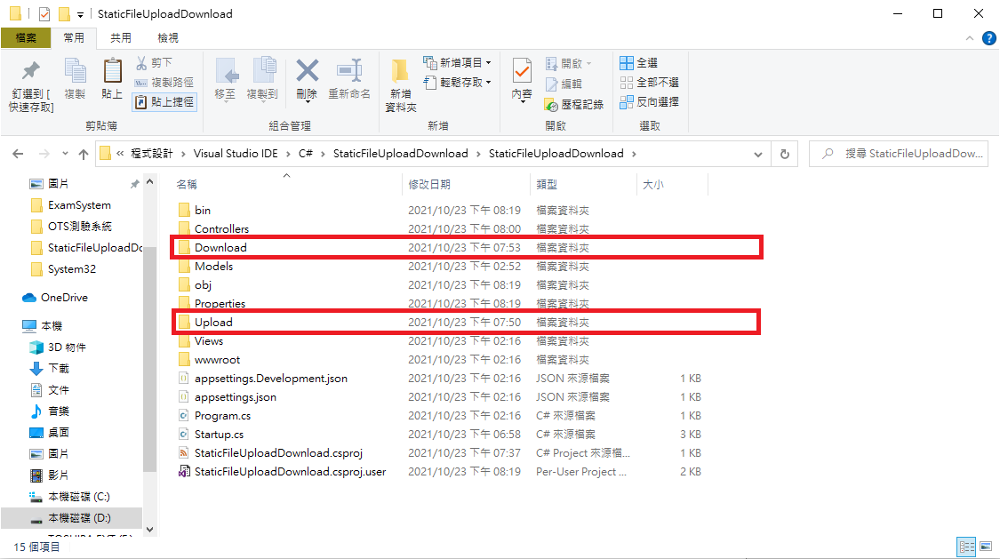 StaticFileUploadDownload
檔案 常用 共用 檢視
釘選到 [
快速存取]
複製
貼上
剪下
複製路徑
貼上捷徑
剪貼簿
移至
複製到
刪除
重新命名
組合管理
新增
資料夾
新增項目
輕鬆存取
新增
內容
開啟
編輯
歷程記錄
開啟
全選
全部不選
反向選擇
選取
« 程式設計 › Visual Studio IDE › C# › StaticFileUploadDownload › StaticFileUploadDownload ›
搜尋 StaticFileUploadDow...
圖片
ExamSystem
OTS測驗系統
StaticFileUploadDo
System32
OneDrive
本機
3D 物件
下載
文件
音樂
桌面
圖片
影片
本機磁碟 (C:)
本機磁碟 (D:)
名稱 修改日期 類型 大小
bin 2021/10/23 下午 08:19 檔案資料夾
Controllers 2021/10/23 下午 08:00 檔案資料夾
Download 2021/10/23 下午 07:53 檔案資料夾
Models 2021/10/23 下午 02:52 檔案資料夾
obj 2021/10/23 下午 08:19 檔案資料夾
Properties 2021/10/23 下午 08:19 檔案資料夾
Upload 2021/10/23 下午 07:50 檔案資料夾
Views 2021/10/23 下午 02:16 檔案資料夾
wwwroot 2021/10/23 下午 02:16 檔案資料夾
appsettings.Development.json 2021/10/23 下午 02:16 JSON 來源檔案 1 KB
appsettings.json 2021/10/23 下午 02:16 JSON 來源檔案 1 KB
Program.cs 2021/10/23 下午 02:16 C# 來源檔案 1 KB
Startup.cs 2021/10/23 下午 06:58 C# 來源檔案 3 KB
StaticFileUploadDownload.csproj 2021/10/23 下午 07:37 C# Project 來源檔... 1 KB
StaticFileUploadDownload.csproj.user 2021/10/23 下午 08:19 Per-User Project ... 2 KB
15 個項目